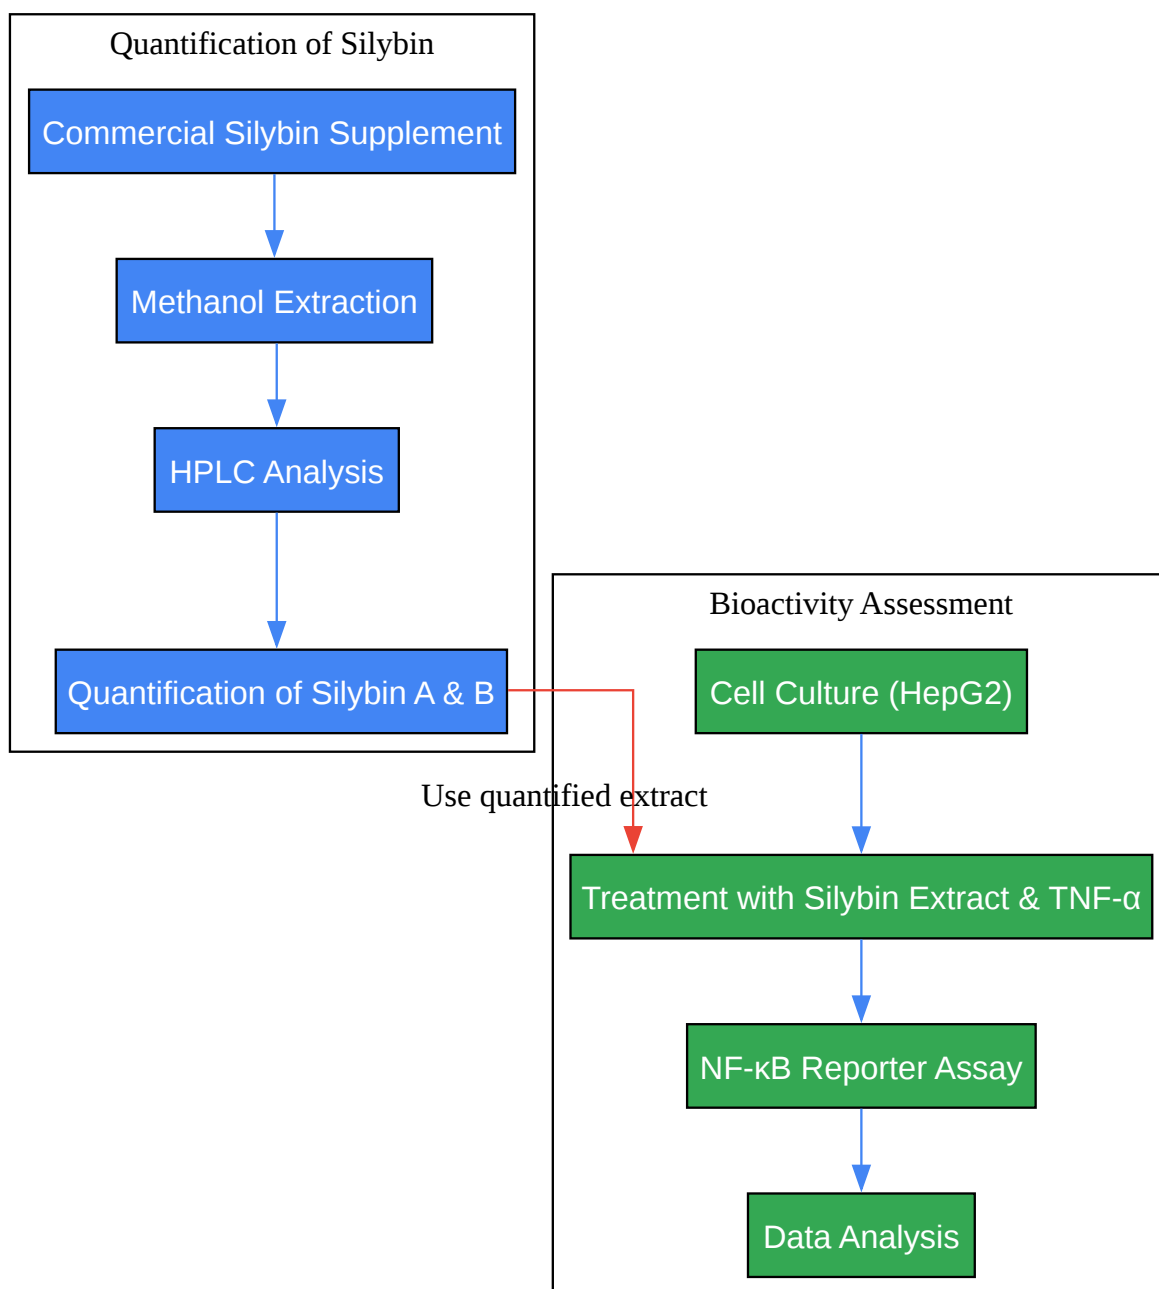 Quantification of Silybin
Commercial Silybin Supplement
Methanol Extraction
HPLC Analysis
Quantification of Silybin A & B
Use quantified extract
Bioactivity Assessment
Cell Culture (HepG2)
Treatment with Silybin Extract & TNF-α
NF-κB Reporter Assay
Data Analysis